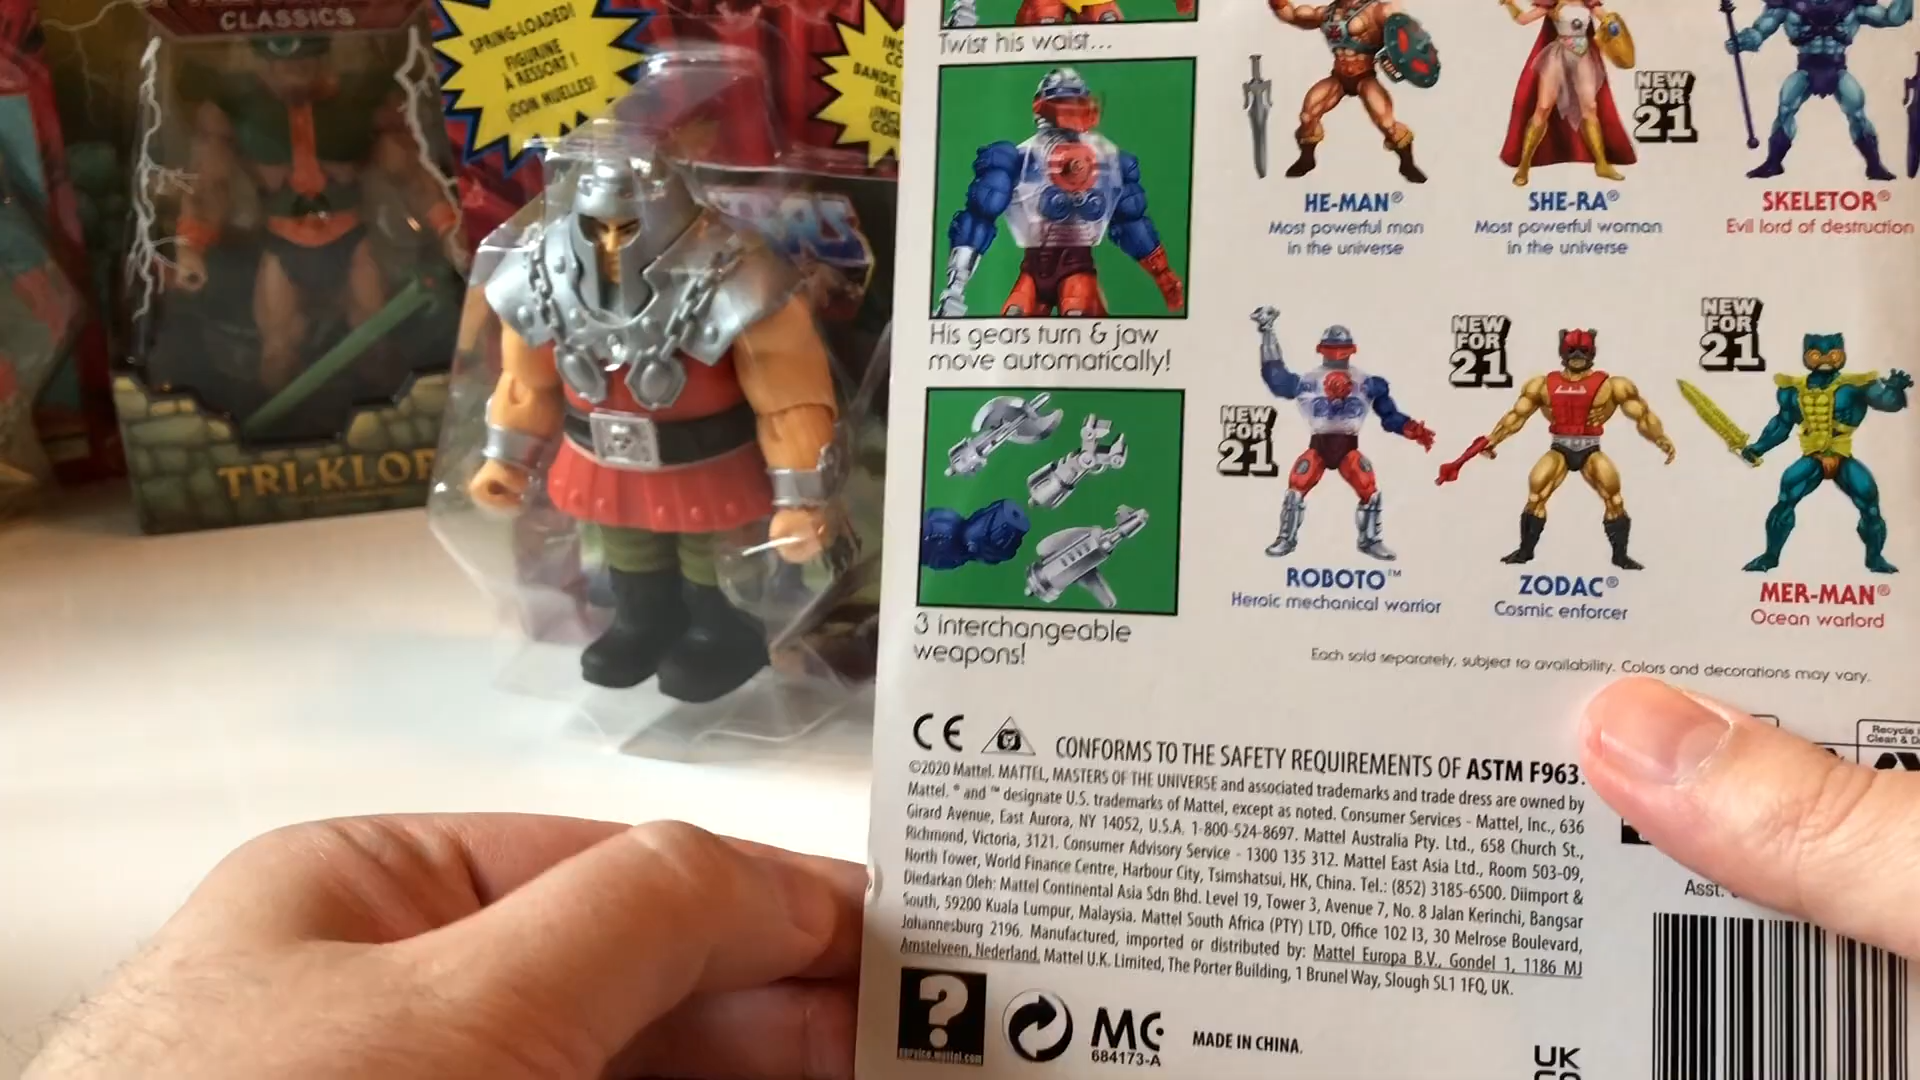 CLASSICS
SPRING-LOADED!
FIGURINE
À RESSORT !
¡CON MUELLES!
BANDE
TRI-KLOP
Twist his waist...
His gears turn & jaw
move automatically!
3 interchangeable
weapons!
HE-MAN®
Most powerful man
in the universe
SHE-RA®
Most powerful woman
in the universe
NEW
FOR
21
SKELETOR®
Evil lord of destruction
NEW
FOR
21
ROBOTO™
Heroic mechanical warrior
NEW
FOR
21
ZODAC®
Cosmic enforcer
NEW
FOR
21
MER-MAN®
Ocean warlord
Each sold separately, subject to availability. Colors and decorations may vary.
CE
CONFORMS TO THE SAFETY REQUIREMENTS OF ASTM F963.
©2020 Mattel. MATTEL, MASTERS OF THE UNIVERSE and associated trademarks and trade dress are owned by
Mattel. ® and ™ designate U.S. trademarks of Mattel, except as noted. Consumer Services - Mattel, Inc., 636
Girard Avenue, East Aurora, NY 14052, U.S.A. 1-800-524-8697. Mattel Australia Pty. Ltd., 658 Church St.,
Richmond, Victoria, 3121. Consumer Advisory Service - 1300 135 312. Mattel East Asia Ltd., Room 503-09,
North Tower, World Finance Centre, Harbour City, Tsimshatsui, HK, China. Tel.: (852) 3185-6500. Diimport &
Diedarkan Oleh: Mattel Continental Asia Sdn Bhd. Level 19, Tower 3, Avenue 7, No. 8 Jalan Kerinchi, Bangsar
South, 59200 Kuala Lumpur, Malaysia. Mattel South Africa (PTY) LTD, Office 102 I3, 30 Melrose Boulevard,
Johannesburg 2196. Manufactured, imported or distributed by: Mattel Europa B.V., Gondel 1, 1186 MJ
Amstelveen, Nederland. Mattel U.K. Limited, The Porter Building, 1 Brunel Way, Slough SL1 1FQ, UK.
Recycle
Clean & D
Asst.
?
service.mattel.com
MC
684173-A
MADE IN CHINA.
UK